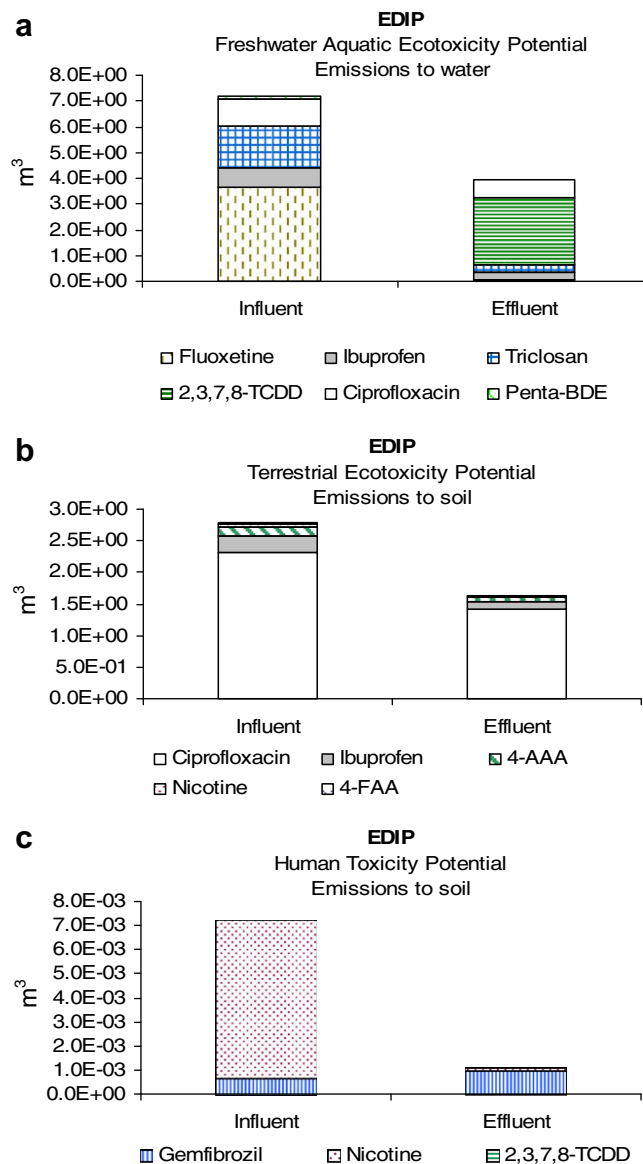 a
EDIP
Freshwater Aquatic Ecotoxicity Potential
Emissions to water
8.0E+00
7.0E+00
6.0E+00
5.0E+00
4.0E+00
3.0E+00
2.0E+00
1.0E+00
0.0E+00
m³
Influent Effluent
Fluoxetine Ibuprofen Triclosan
2,3,7,8-TCDD Ciprofloxacin Penta-BDE
b
EDIP
Terrestrial Ecotoxicity Potential
Emissions to soil
3.0E+00
2.5E+00
2.0E+00
1.5E+00
1.0E+00
5.0E-01
0.0E+00
m³
Influent Effluent
Ciprofloxacin Ibuprofen 4-AAA
Nicotine 4-FAA
c
EDIP
Human Toxicity Potential
Emissions to soil
8.0E-03
7.0E-03
6.0E-03
5.0E-03
4.0E-03
3.0E-03
2.0E-03
1.0E-03
0.0E+00
m³
Influent Effluent
Gemfibrozil Nicotine 2,3,7,8-TCDD